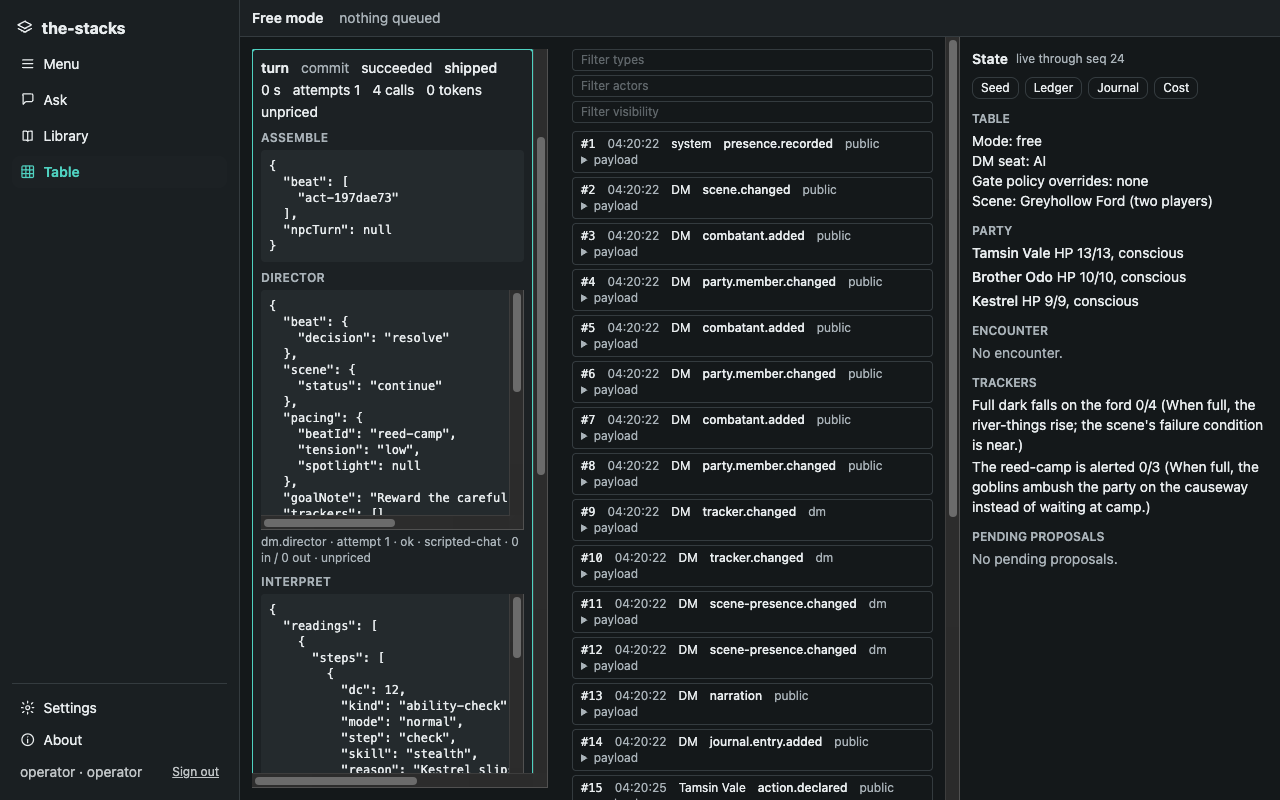 the-stacks
Menu
Ask
Library
Table
Settings
About
operator · operator Sign out
Free mode nothing queued
turn commit succeeded shipped
0 s attempts 1 4 calls 0 tokens
unpriced
ASSEMBLE
{
"beat": [
"act-197dae73"
],
"npcTurn": null
}
DIRECTOR
{
"beat": {
"decision": "resolve"
},
"scene": {
"status": "continue"
},
"pacing": {
"beatId": "reed-camp",
"tension": "low",
"spotlight": null
},
"goalNote": "Reward the careful
"trackers": []
dm.director · attempt 1 · ok · scripted-chat · 0
in / 0 out · unpriced
INTERPRET
{
"readings": [
{
"steps": [
{
"dc": 12,
"kind": "ability-check"
"mode": "normal",
"step": "check",
"skill": "stealth",
"reason": "Kestrel slip
Filter types
Filter actors
Filter visibility
#1 04:20:22 system presence.recorded public
▶ payload
#2 04:20:22 DM scene.changed public
▶ payload
#3 04:20:22 DM combatant.added public
▶ payload
#4 04:20:22 DM party.member.changed public
▶ payload
#5 04:20:22 DM combatant.added public
▶ payload
#6 04:20:22 DM party.member.changed public
▶ payload
#7 04:20:22 DM combatant.added public
▶ payload
#8 04:20:22 DM party.member.changed public
▶ payload
#9 04:20:22 DM tracker.changed dm
▶ payload
#10 04:20:22 DM tracker.changed dm
▶ payload
#11 04:20:22 DM scene-presence.changed dm
▶ payload
#12 04:20:22 DM scene-presence.changed dm
▶ payload
#13 04:20:22 DM narration public
▶ payload
#14 04:20:22 DM journal.entry.added public
▶ payload
#15 04:20:25 Tamsin Vale action.declared public
State live through seq 24
Seed Ledger Journal Cost
TABLE
Mode: free
DM seat: AI
Gate policy overrides: none
Scene: Greyhollow Ford (two players)
PARTY
Tamsin Vale HP 13/13, conscious
Brother Odo HP 10/10, conscious
Kestrel HP 9/9, conscious
ENCOUNTER
No encounter.
TRACKERS
Full dark falls on the ford 0/4 (When full, the
river-things rise; the scene's failure condition
is near.)
The reed-camp is alerted 0/3 (When full, the
goblins ambush the party on the causeway
instead of waiting at camp.)
PENDING PROPOSALS
No pending proposals.